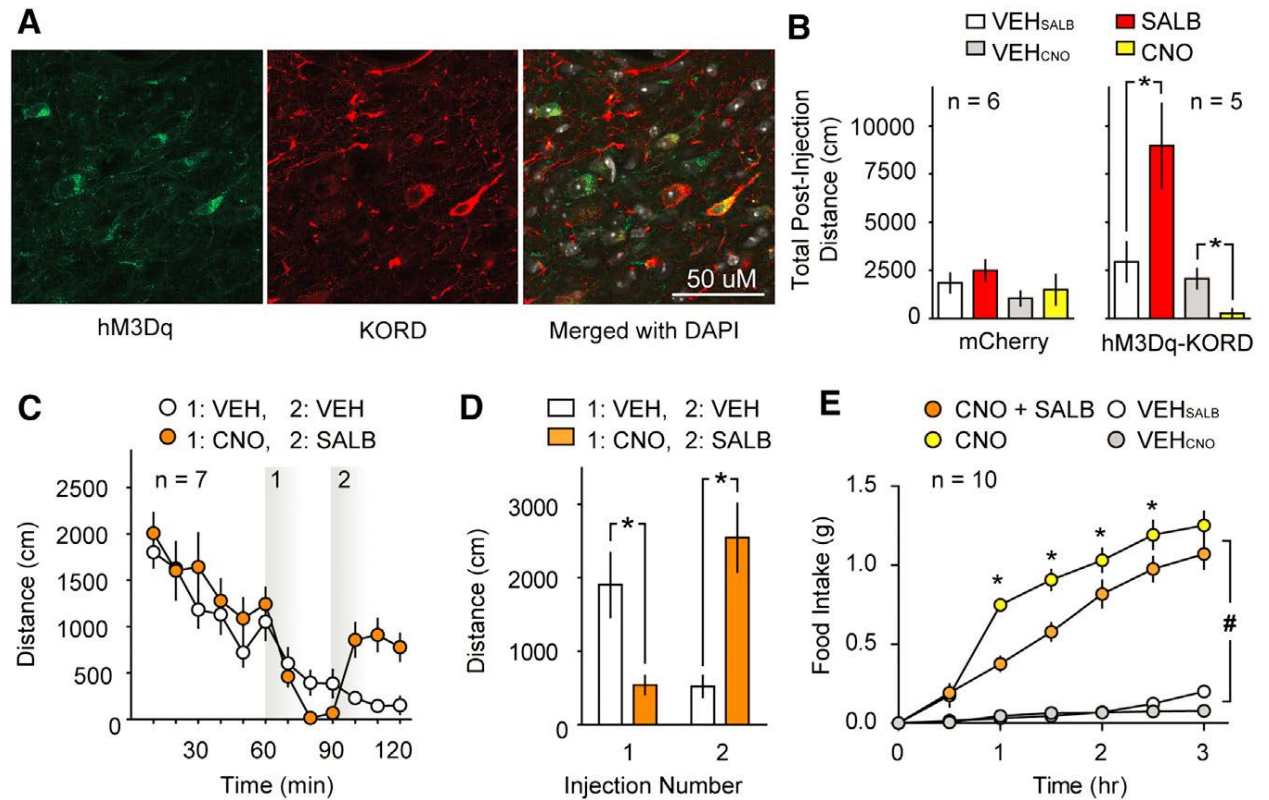 A
hM3Dq
KORD
50 uM
Merged with DAPI
B
VEHSALB
SALB
VEHCNO
CNO
Total Post-Injection
Distance (cm)
10000
7500
5000
2500
0
n = 6
mCherry
*
n = 5
*
hM3Dq-KORD
C
1: VEH, 2: VEH
1: CNO, 2: SALB
Distance (cm)
2500
2000
1500
1000
500
0
n = 7
1
2
30 60 90 120
Time (min)
D
1: VEH, 2: VEH
1: CNO, 2: SALB
Distance (cm)
3000
2000
1000
0
*
*
1 2
Injection Number
E
CNO + SALB
VEHSALB
CNO
VEHCNO
Food Intake (g)
1.5
1.0
0.5
0.0
n = 10
* * * *
#
0 1 2 3
Time (hr)